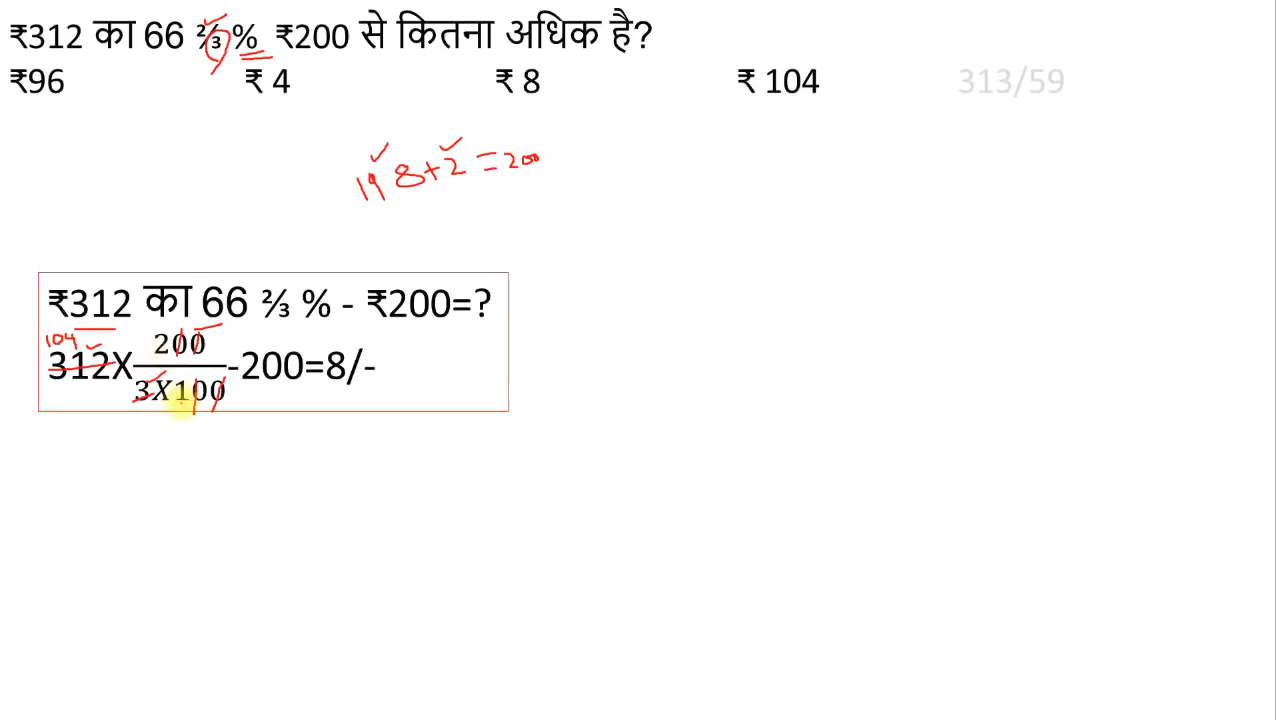 ₹312 का 66 ⅔ % ₹200 से कितना अधिक है?
₹96 ₹ 4 ₹ 8 ₹ 104 313/59
198+2=200
₹312 का 66 ⅔ % - ₹200=?
104
312X 200/3X100 -200=8/-